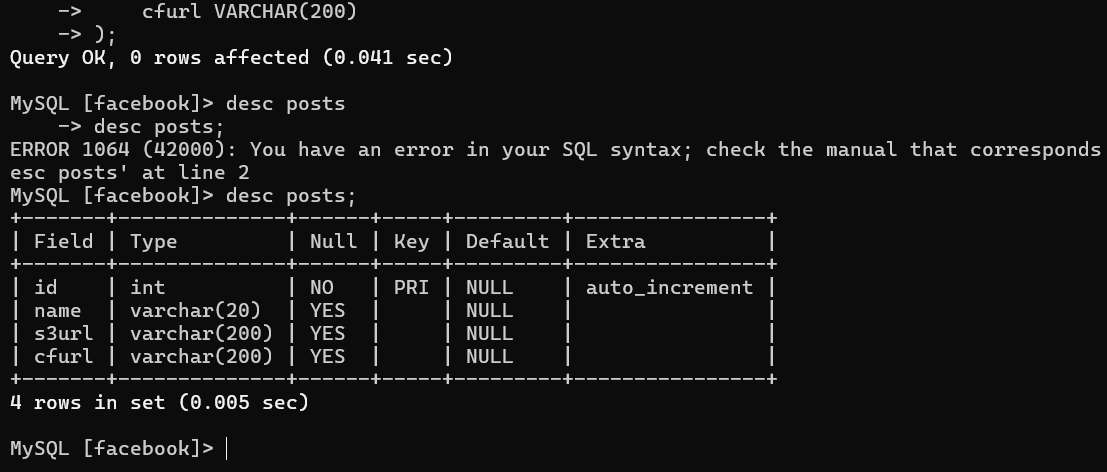 ->     cfurl VARCHAR(200)
    -> );
Query OK, 0 rows affected (0.041 sec)

MySQL [facebook]> desc posts
    -> desc posts;
ERROR 1064 (42000): You have an error in your SQL syntax; check the manual that corresponds
esc posts' at line 2
MySQL [facebook]> desc posts;
+-------+--------------+------+-----+---------+----------------+
| Field | Type         | Null | Key | Default | Extra          |
+-------+--------------+------+-----+---------+----------------+
| id    | int          | NO   | PRI | NULL    | auto_increment |
| name  | varchar(20)  | YES  |     | NULL    |                |
| s3url | varchar(200) | YES  |     | NULL    |                |
| cfurl | varchar(200) | YES  |     | NULL    |                |
+-------+--------------+------+-----+---------+----------------+
4 rows in set (0.005 sec)

MySQL [facebook]>